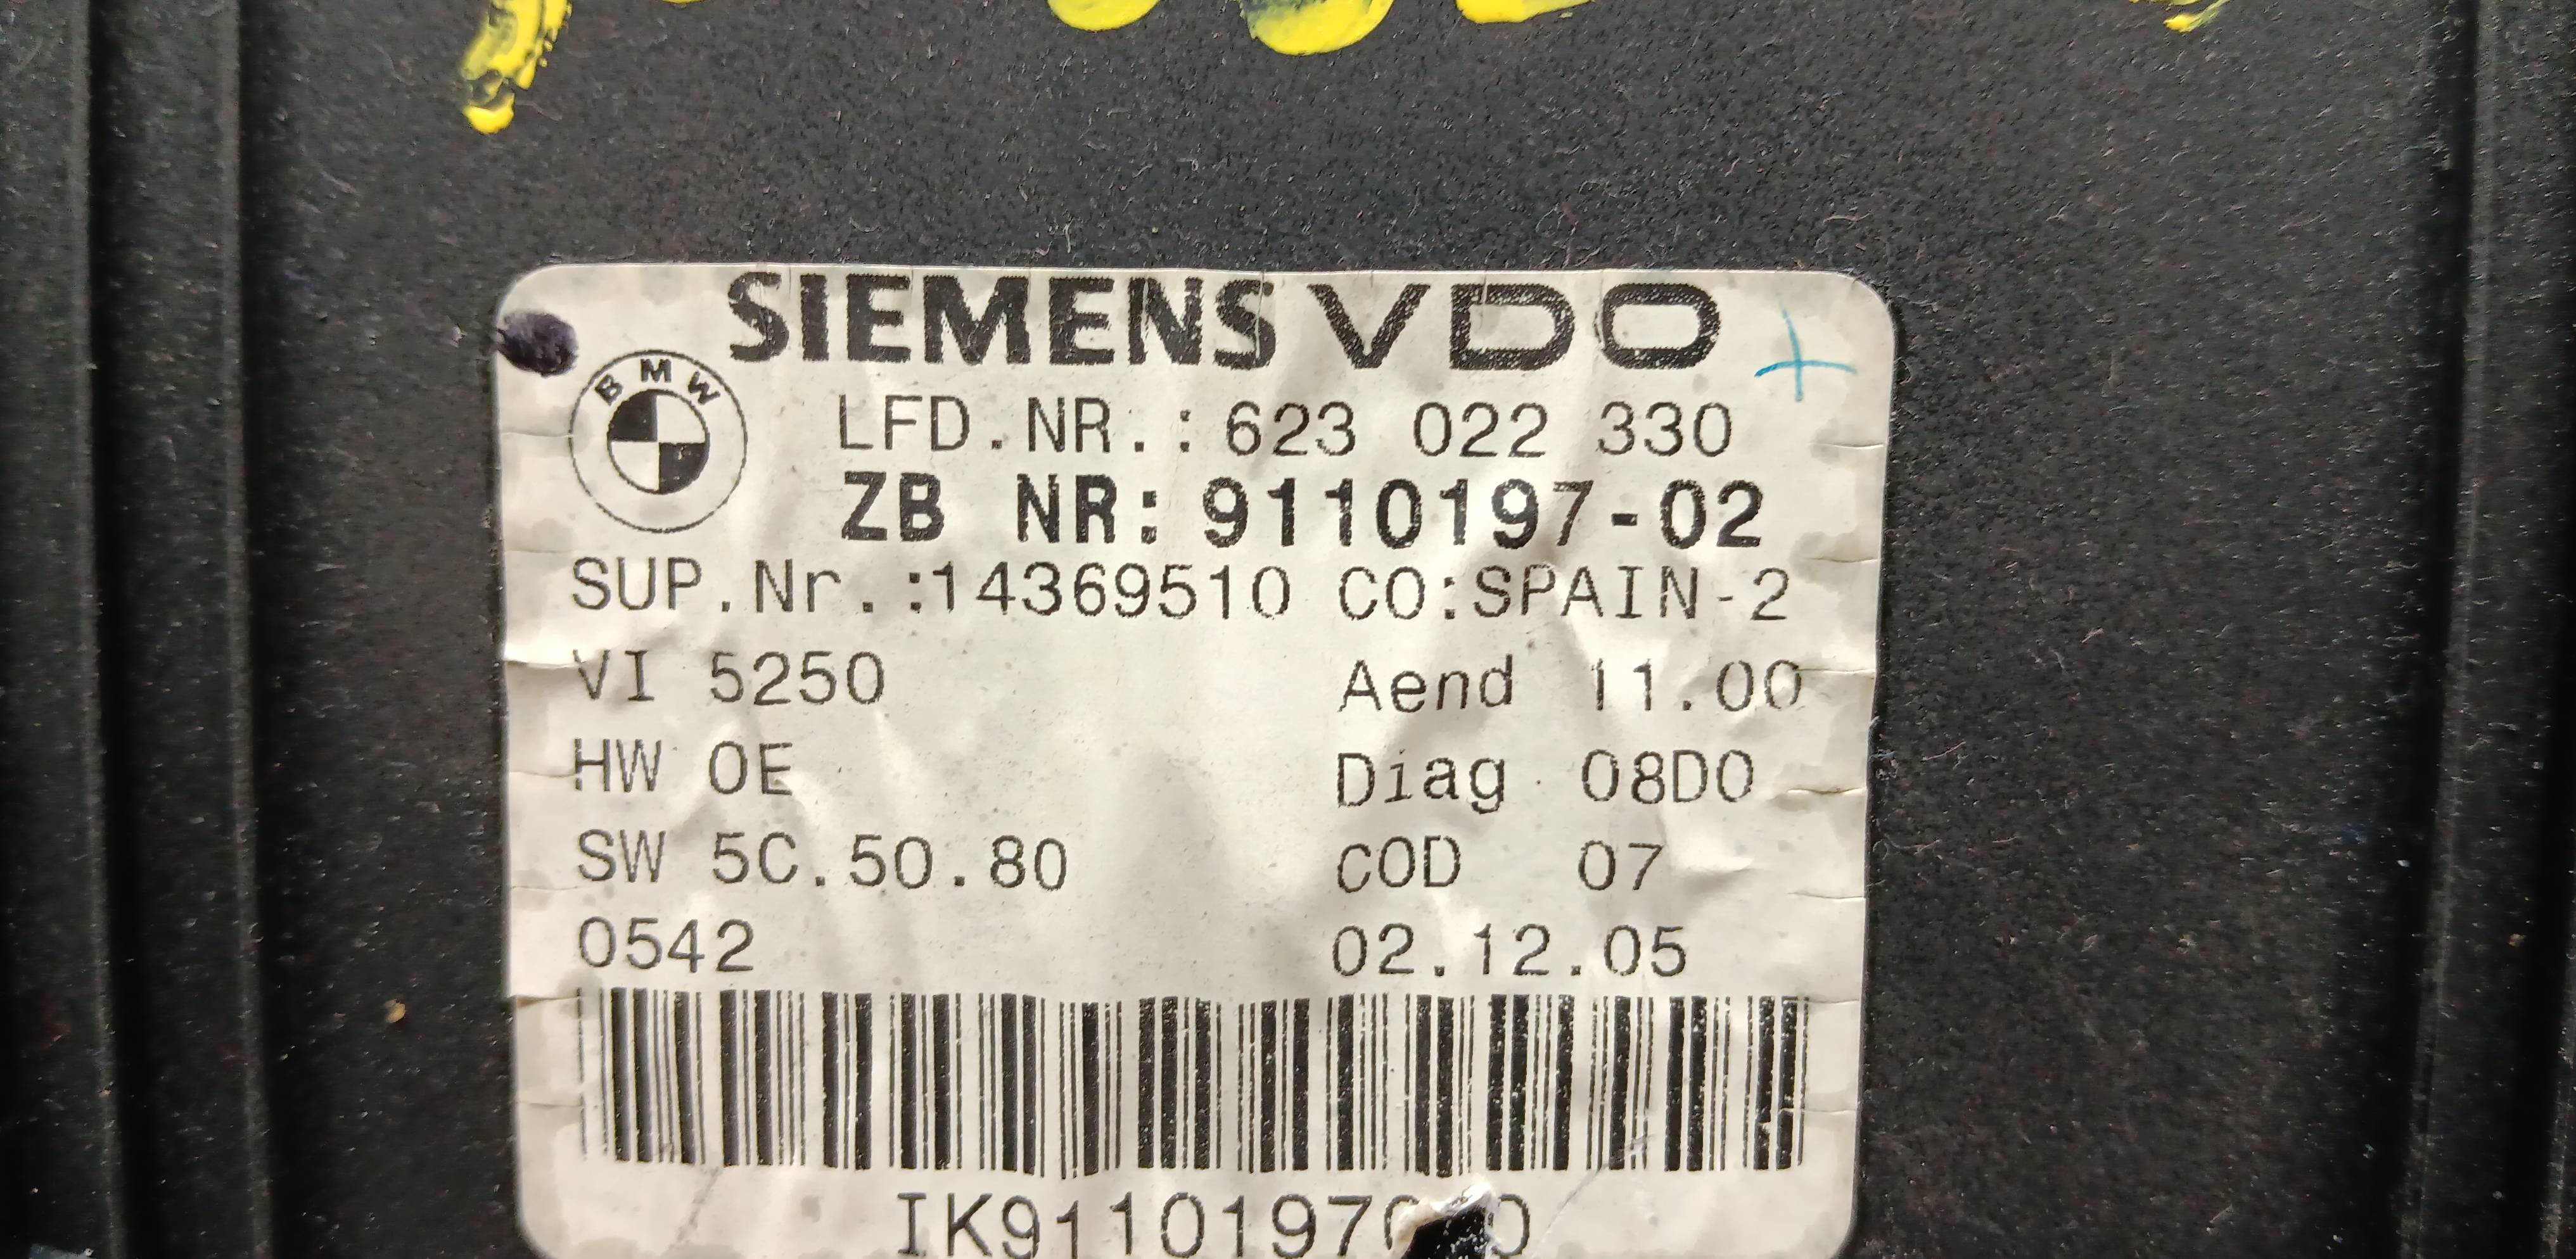 SIEMENS VDO
BMW
LFD.NR.:623 022 330
ZB NR: 9110197-02
SUP.Nr.:14369510 CO:SPAIN-2
VI 5250 Aend 11.00
HW 0E Diag 08D0
SW 5C.50.80 COD 07
0542 02.12.05